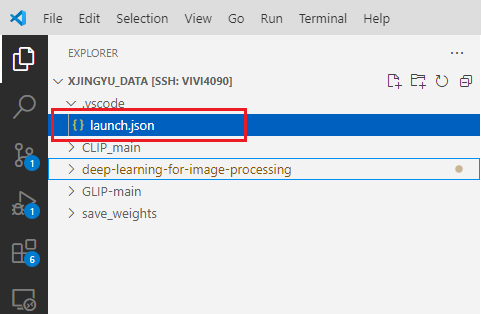 File Edit Selection View Go Run Terminal Help
EXPLORER
XJINGYU_DATA [SSH: VIVI4090]
.vscode
{ } launch.json
CLIP_main
1
deep-learning-for-image-processing
GLIP-main
1
save_weights
6